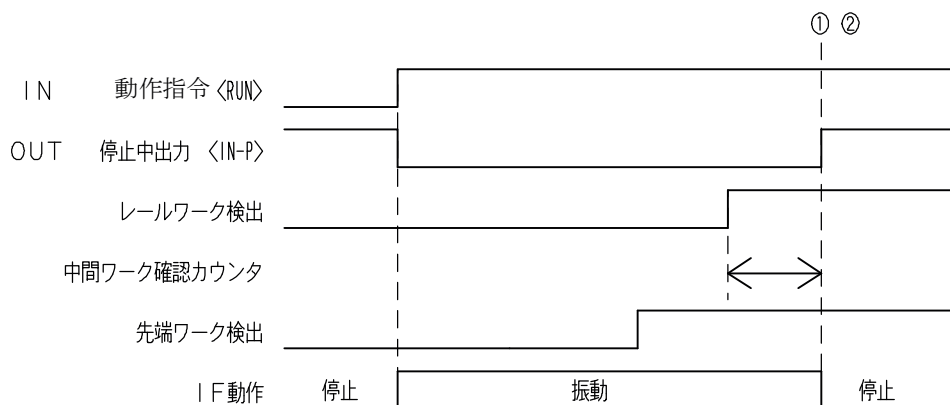 ① ②
IN 動作指令〈RUN〉
OUT 停止中出力 〈IN-P〉
レールワーク検出
中間ワーク確認カウンタ
先端ワーク検出
IF動作 停止 振動 停止